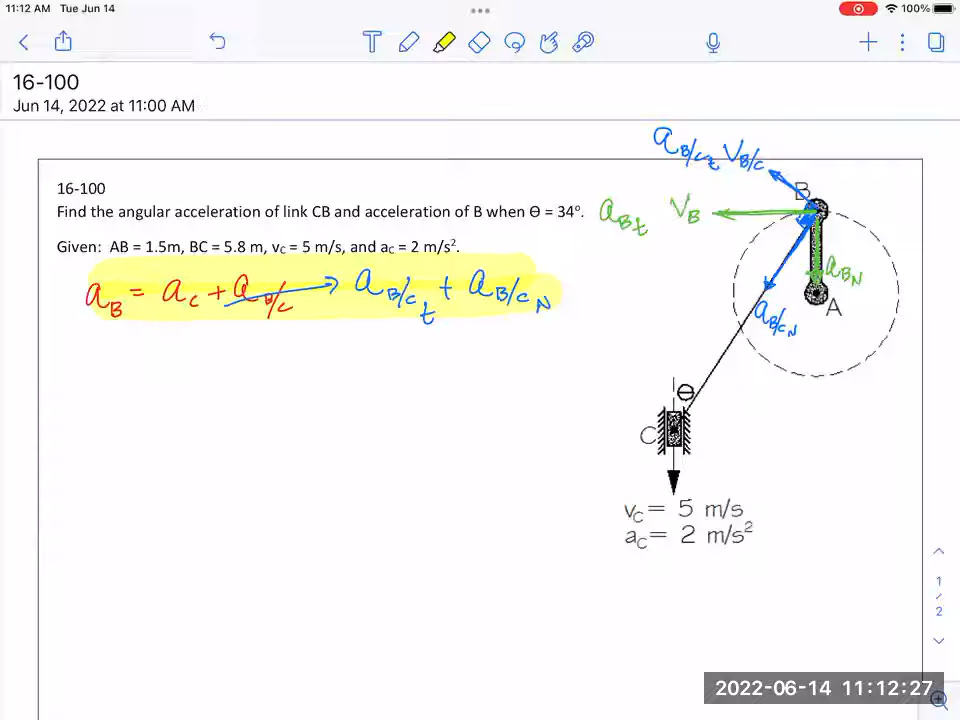 11:12 AM Tue Jun 14
100%
16-100
Jun 14, 2022 at 11:00 AM
16-100
Find the angular acceleration of link CB and acceleration of B when Ɵ = 34°.
Given: AB = 1.5m, BC = 5.8 m, vC = 5 m/s, and aC = 2 m/s².
aB = aC + aB/C → aB/Ct + aB/CN
aB/Ct VB/C
B
aBt VB
aBN
A
aB/CN
Ɵ
C
vC = 5 m/s
aC = 2 m/s²
1
/
2
2022-06-14 11:12:27